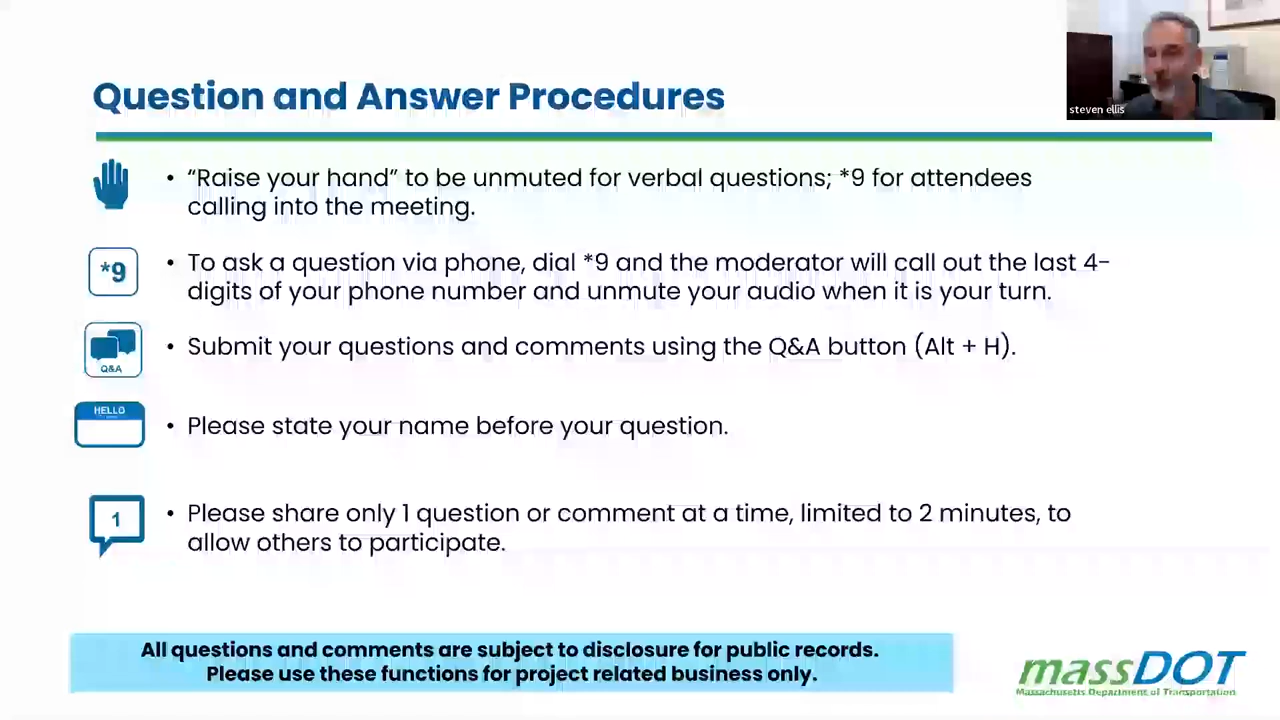 Question and Answer Procedures
steven ellis
• “Raise your hand” to be unmuted for verbal questions; *9 for attendees
calling into the meeting.
*9
• To ask a question via phone, dial *9 and the moderator will call out the last 4-
digits of your phone number and unmute your audio when it is your turn.
Q&A
• Submit your questions and comments using the Q&A button (Alt + H).
HELLO
• Please state your name before your question.
1
• Please share only 1 question or comment at a time, limited to 2 minutes, to
allow others to participate.
All questions and comments are subject to disclosure for public records.
Please use these functions for project related business only.
massDOT
Massachusetts Department of Transportation